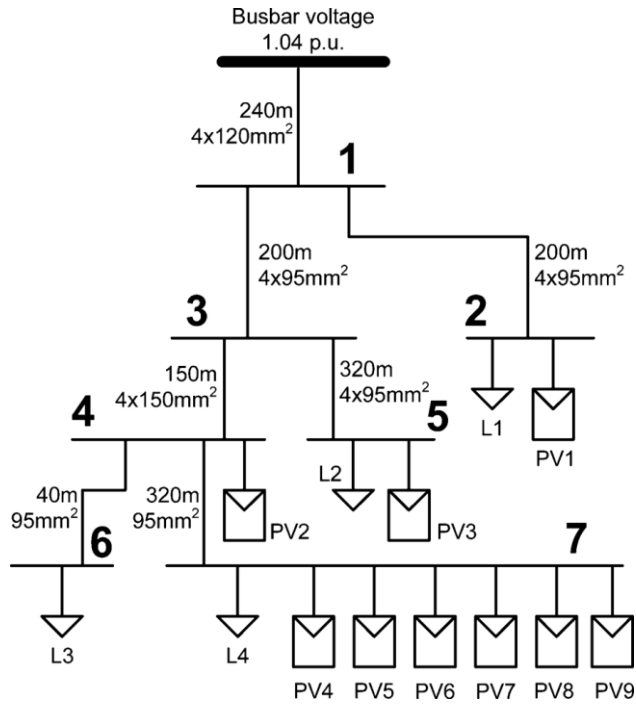 Busbar voltage
1.04 p.u.
240m
4x120mm²
1
200m
4x95mm²
200m
4x95mm²
3
2
150m
4x150mm²
320m
4x95mm²
4
5
L1
PV1
L2
40m
95mm²
320m
95mm²
PV2
PV3
6
7
L3
L4
PV4
PV5
PV6
PV7
PV8
PV9